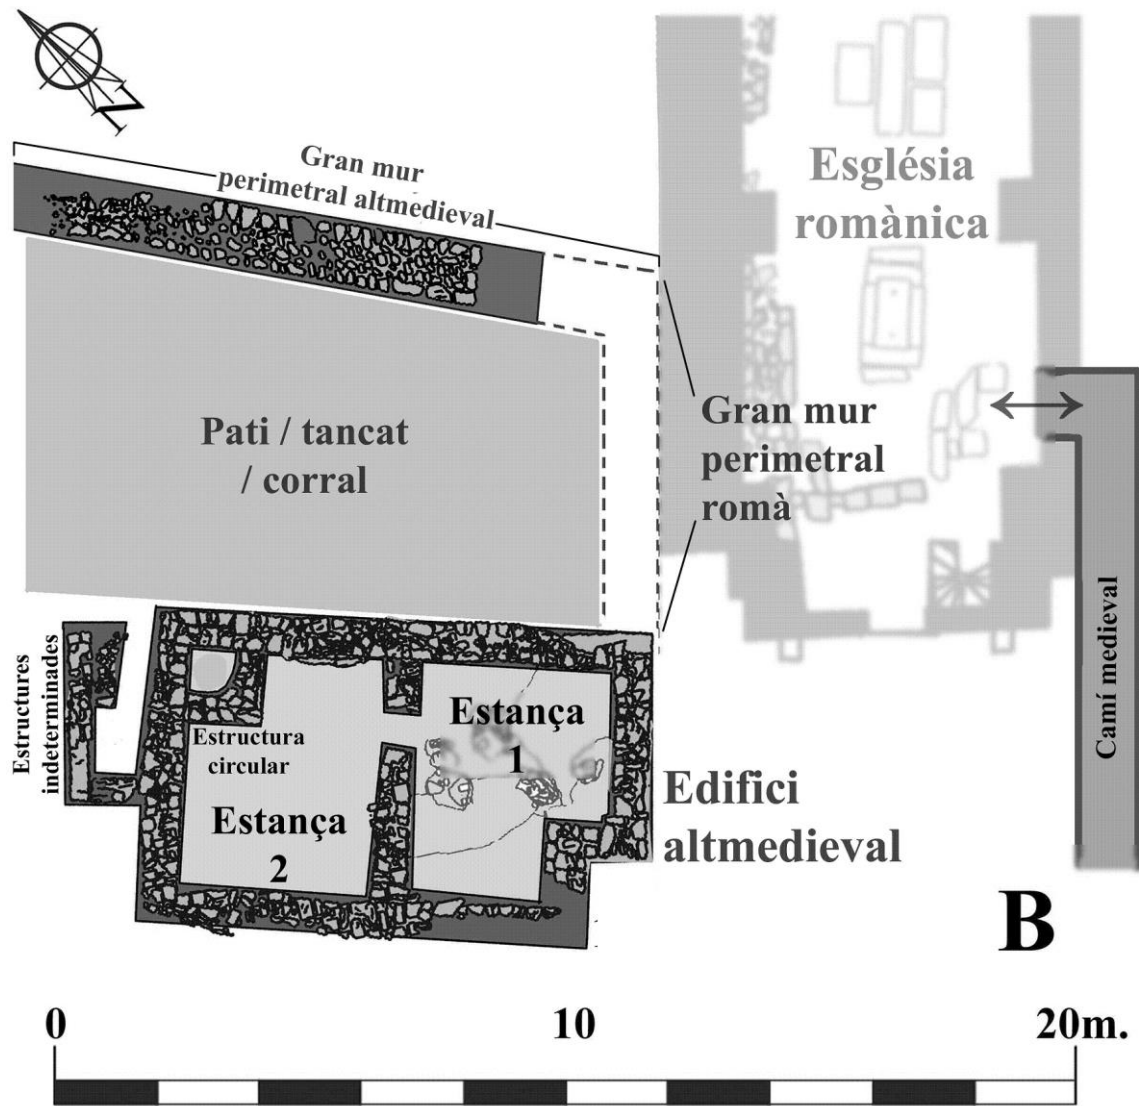 N
Gran mur
perimetral altmedieval
Església
romànica
Pati / tancat
/ corral
Gran mur
perimetral
romà
Camí medieval
Estructures
indeterminades
Estructura
circular
Estança
1
Estança
2
Edifici
altmedieval
B
0 10 20m.